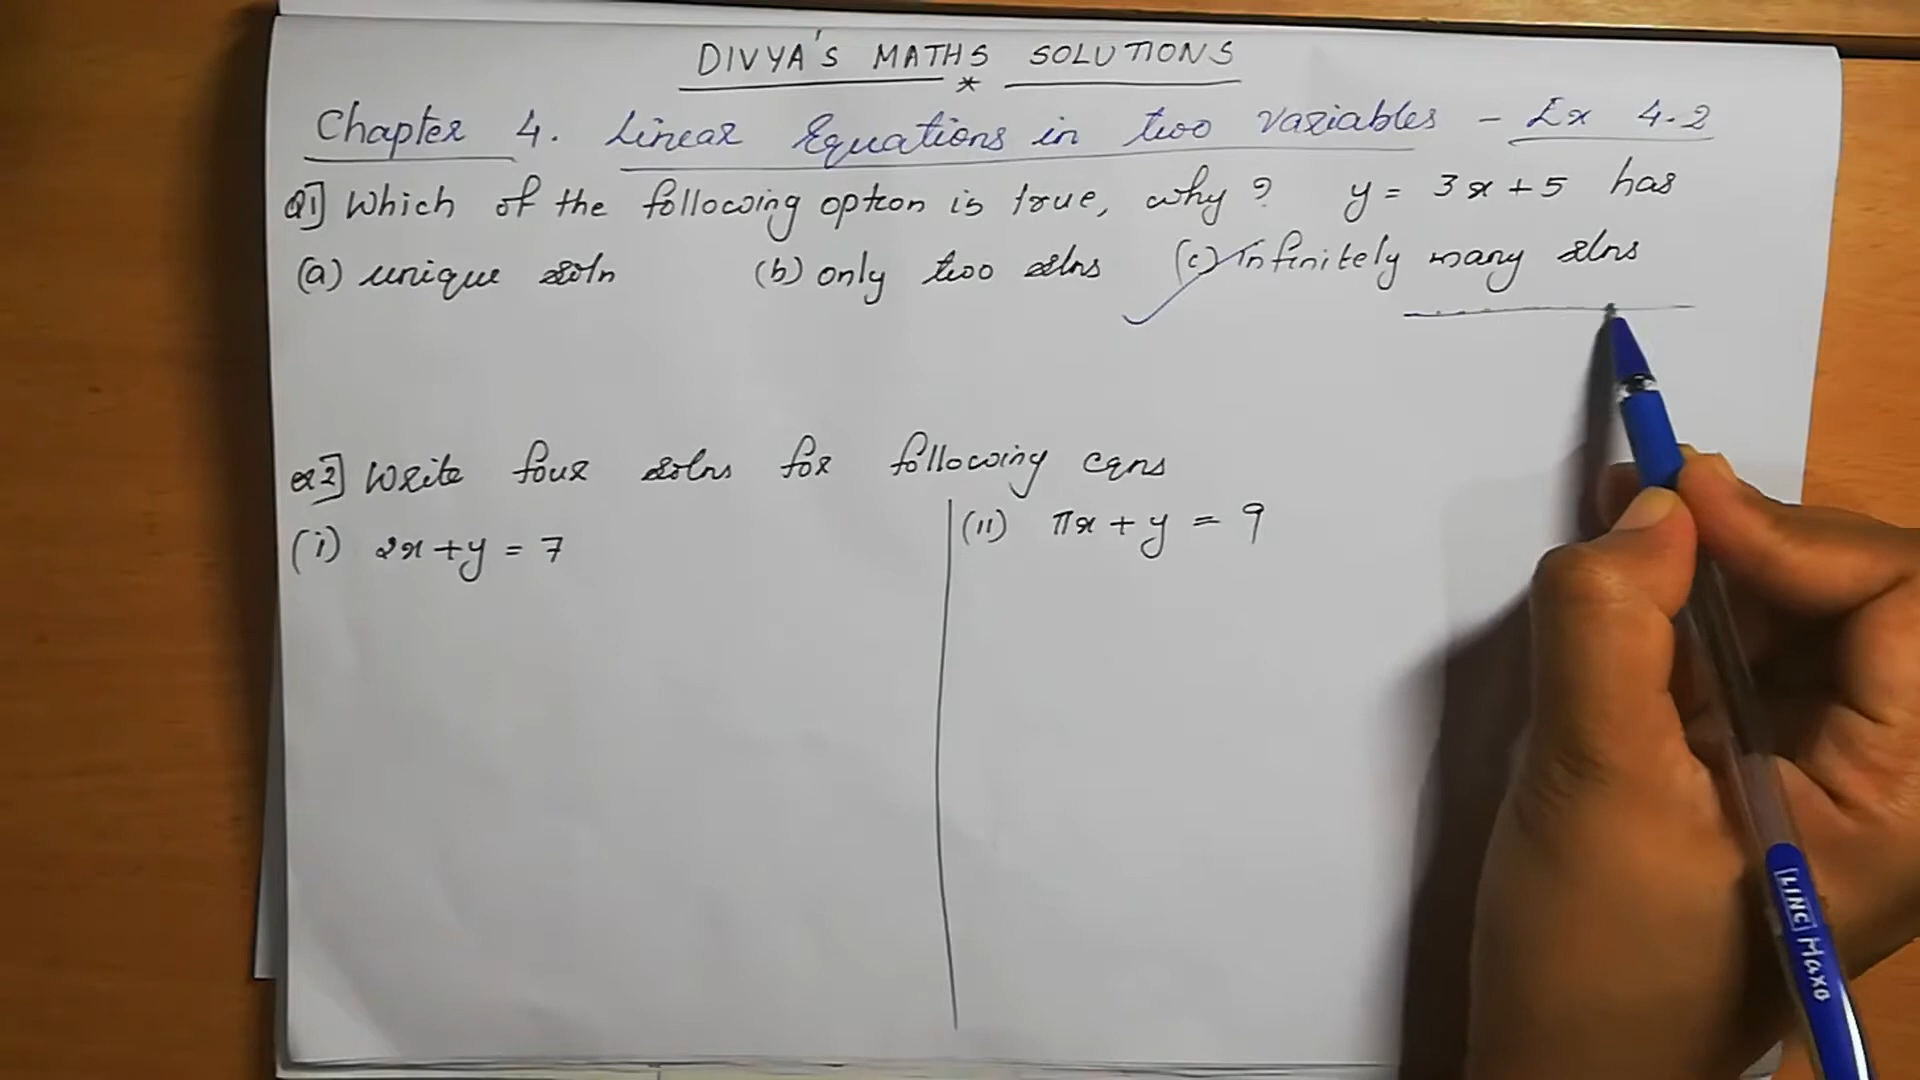 DIVYA'S MATHS SOLUTIONS
*
Chapter 4. Linear Equations in two variables - Ex 4.2
Q1] Which of the following option is true, why? y = 3x + 5 has
(a) unique soln (b) only two slns (c) Infinitely many slns
Q2] Write four solns for following eqns
(i) 2x + y = 7 (ii) πx + y = 9
LINC Maxo